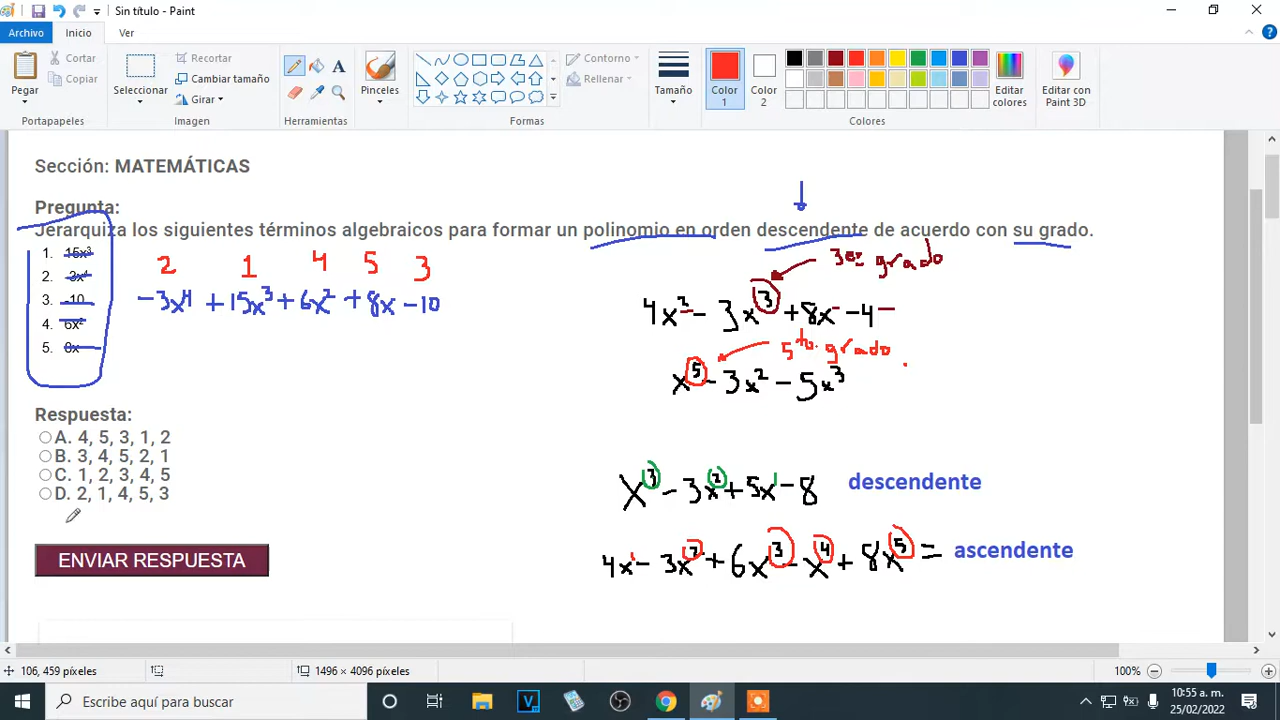 Sin título - Paint
Archivo Inicio Ver
Pegar
Cortar
Copiar
Portapapeles
Seleccionar
Recortar
Cambiar tamaño
Girar
Imagen
A
Herramientas
Pinceles
Contorno
Rellenar
Formas
Tamaño
Color 1
Color 2
Editar colores
Editar con Paint 3D
Colores
Sección: MATEMÁTICAS
Pregunta:
Jerarquiza los siguientes términos algebraicos para formar un polinomio en orden descendente de acuerdo con su grado.
1. 15x³
2. -3x⁴
3. -10
4. 6x²
5. 8x
2 1 4 5 3
-3x⁴ + 15x³ + 6x² + 8x - 10
3er grado
4x² - 3x³ + 8x - 4
5to grado
x⁵ - 3x² - 5x³
Respuesta:
A. 4, 5, 3, 1, 2
B. 3, 4, 5, 2, 1
C. 1, 2, 3, 4, 5
D. 2, 1, 4, 5, 3
x³ - 3x² + 5x¹ - 8 descendente
4x¹ - 3x² + 6x³ - x⁴ + 8x⁵ = ascendente
ENVIAR RESPUESTA
106, 459 píxeles
1496 × 4096 píxeles
100%
Escribe aquí para buscar
V
10:55 a. m.
25/02/2022